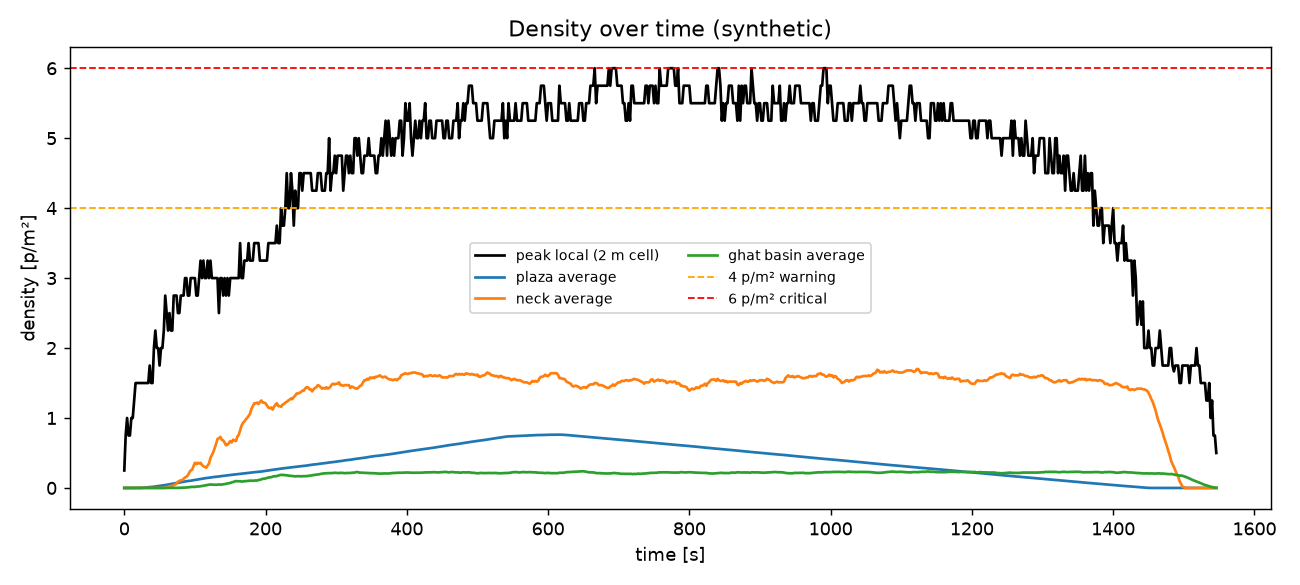 Density over time (synthetic)
density [p/m²]
6
5
4
3
2
1
0
peak local (2 m cell)
plaza average
neck average
ghat basin average
4 p/m² warning
6 p/m² critical
0 200 400 600 800 1000 1200 1400 1600
time [s]